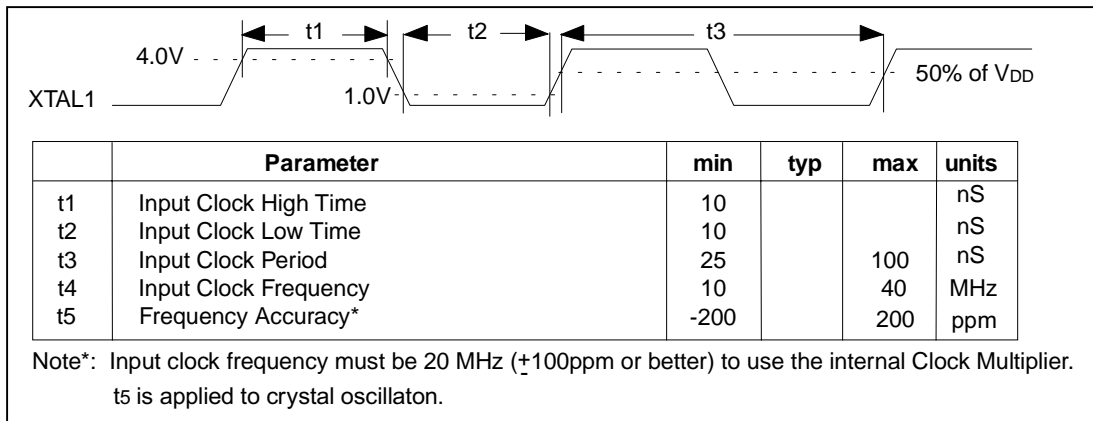 t1 t2 t3
4.0V
50% of VDD
XTAL1 1.0V
Parameter min typ max units
t1 Input Clock High Time 10 nS
t2 Input Clock Low Time 10 nS
t3 Input Clock Period 25 100 nS
t4 Input Clock Frequency 10 40 MHz
t5 Frequency Accuracy* -200 200 ppm
Note*: Input clock frequency must be 20 MHz (±100ppm or better) to use the internal Clock Multiplier.
t5 is applied to crystal oscillaton.